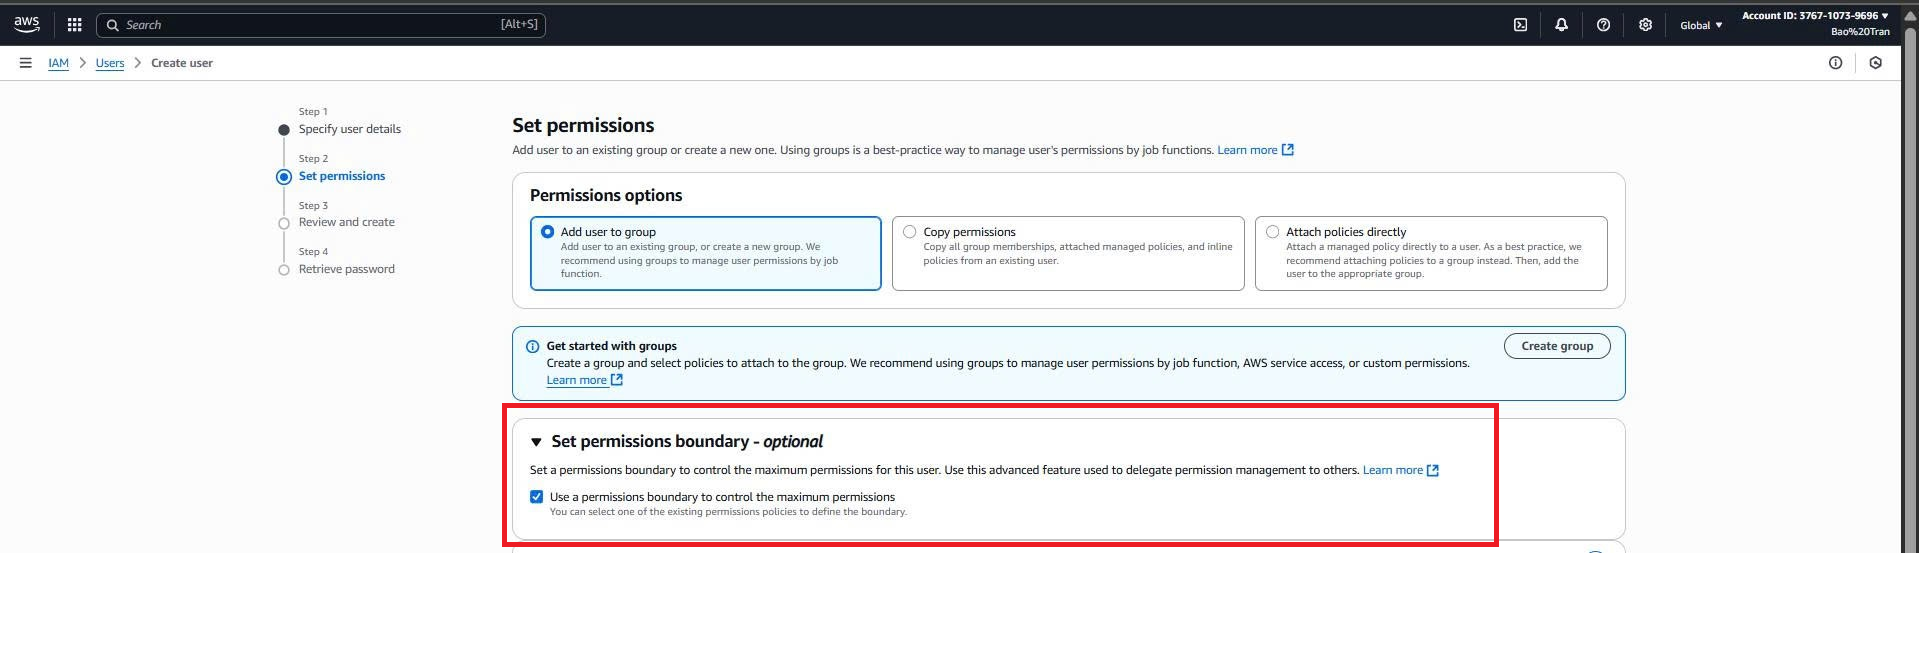 aws
Search
[Alt+S]
Global
Account ID: 3767-1073-9696
Bao%20Tran
IAM > Users > Create user
Step 1
Specify user details
Step 2
Set permissions
Step 3
Review and create
Step 4
Retrieve password
Set permissions
Add user to an existing group or create a new one. Using groups is a best-practice way to manage user's permissions by job functions. Learn more
Permissions options
Add user to group
Add user to an existing group, or create a new group. We
recommend using groups to manage user permissions by job
function.
Copy permissions
Copy all group memberships, attached managed policies, and inline
policies from an existing user.
Attach policies directly
Attach a managed policy directly to a user. As a best practice, we
recommend attaching policies to a group instead. Then, add the
user to the appropriate group.
Get started with groups
Create a group and select policies to attach to the group. We recommend using groups to manage user permissions by job function, AWS service access, or custom permissions.
Learn more
Create group
Set permissions boundary - optional
Set a permissions boundary to control the maximum permissions for this user. Use this advanced feature used to delegate permission management to others. Learn more
Use a permissions boundary to control the maximum permissions
You can select one of the existing permissions policies to define the boundary.